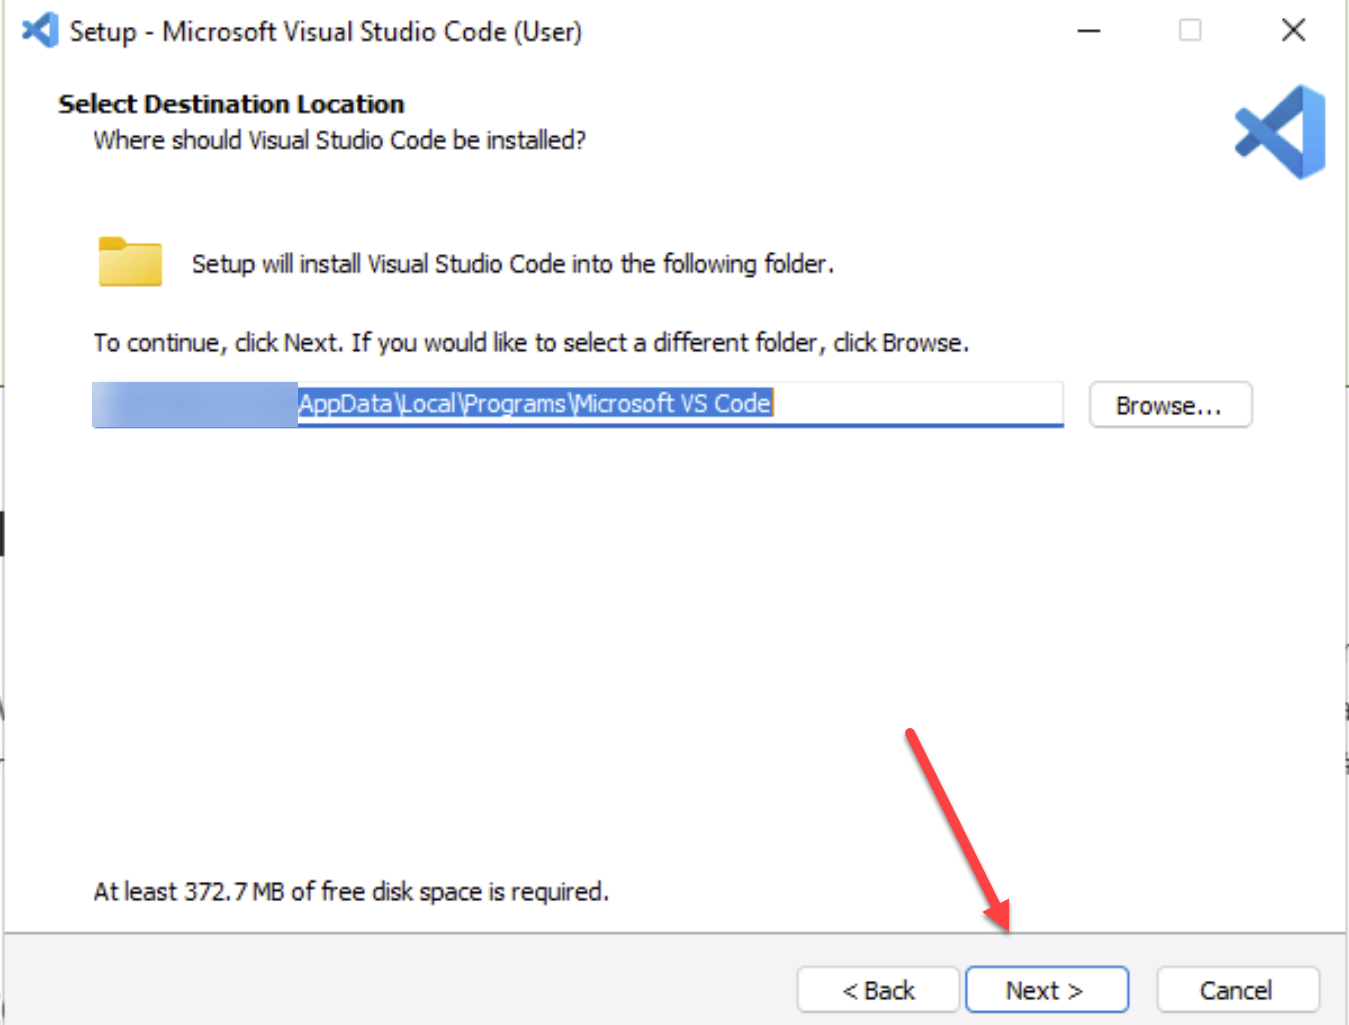 Setup - Microsoft Visual Studio Code (User)
Select Destination Location
Where should Visual Studio Code be installed?
Setup will install Visual Studio Code into the following folder.
To continue, click Next. If you would like to select a different folder, click Browse.
AppData\Local\Programs\Microsoft VS Code
Browse...
At least 372.7 MB of free disk space is required.
< Back
Next >
Cancel